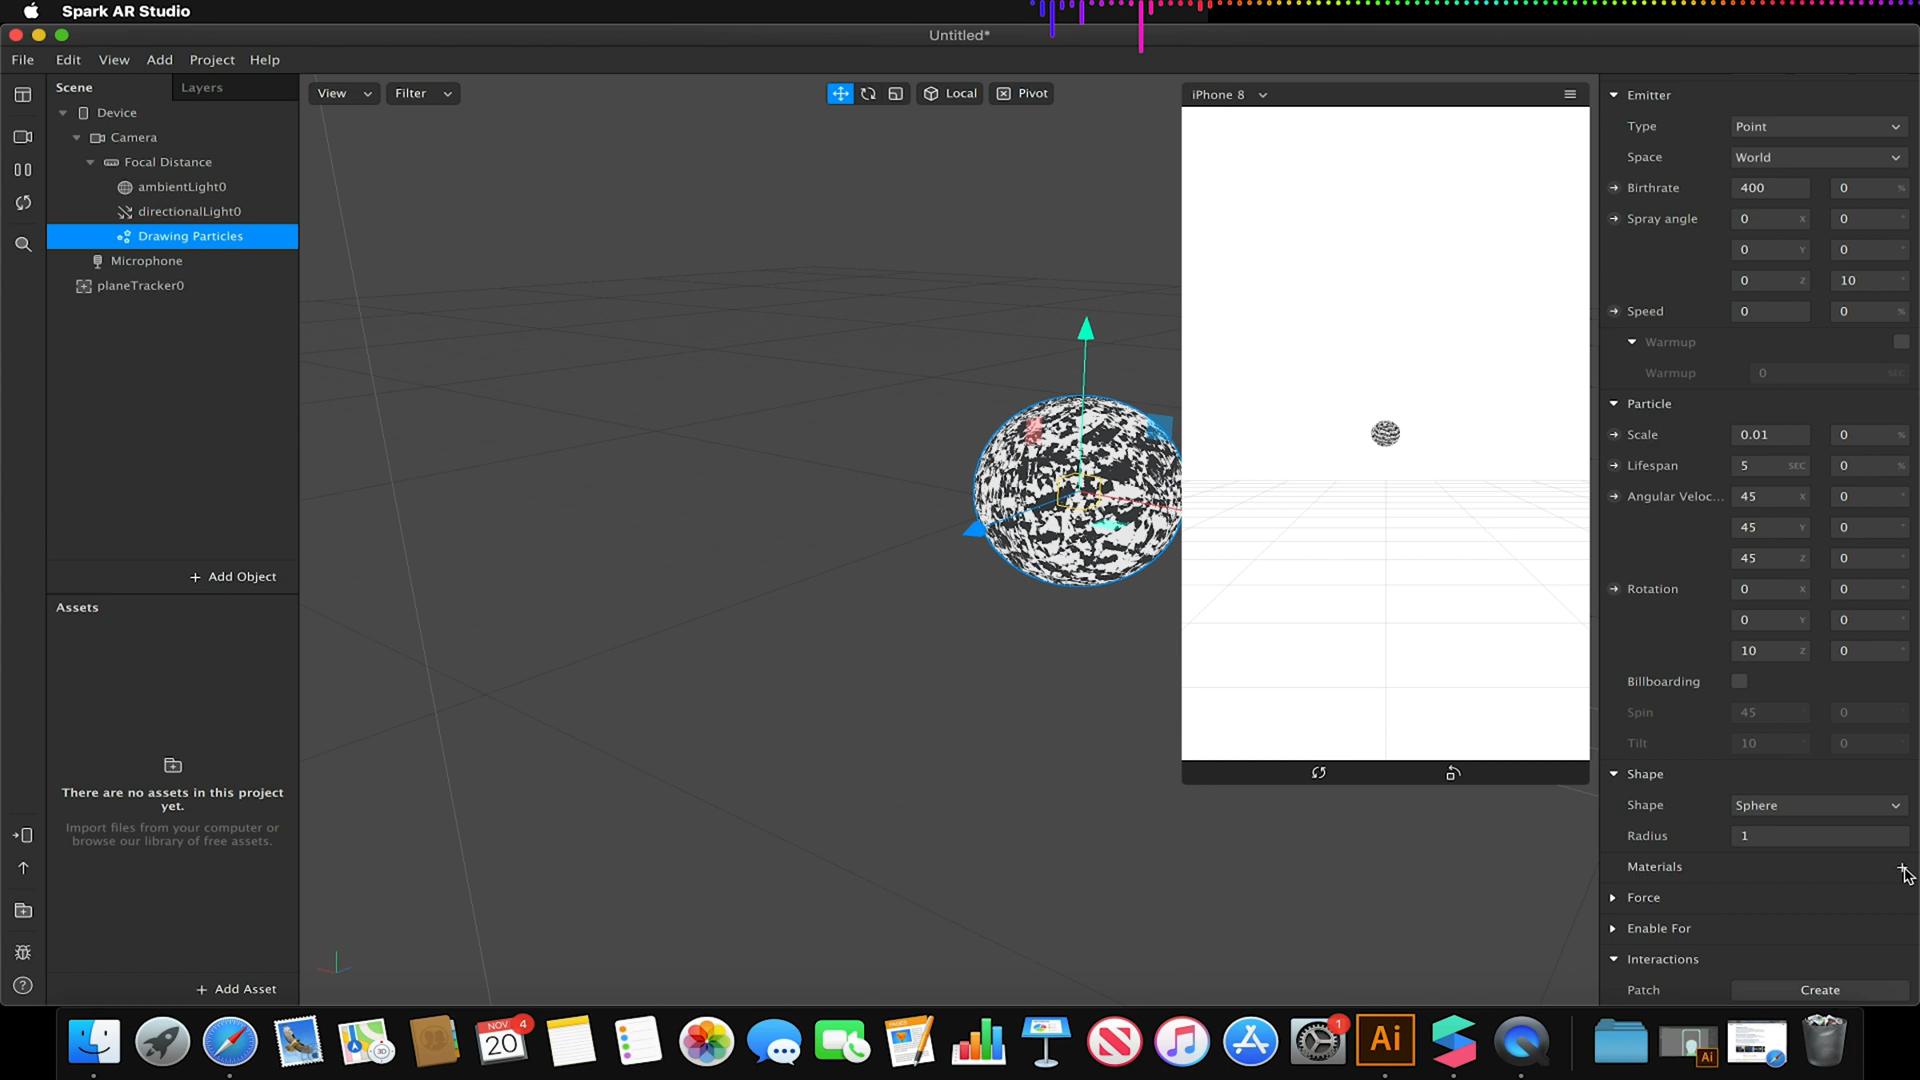 Spark AR Studio
Untitled*
File Edit View Add Project Help
Scene Layers
Device
Camera
Focal Distance
ambientLight0
directionalLight0
Drawing Particles
Microphone
planeTracker0
+ Add Object
Assets
There are no assets in this project
yet.
Import files from your computer or
browse our library of free assets.
+ Add Asset
View Filter Local Pivot
iPhone 8
Emitter
Type Point
Space World
Birthrate 400 0 %
Spray angle 0 X 0 °
0 Y 0 °
0 Z 10 °
Speed 0 0 %
Warmup
Warmup 0 SEC
Particle
Scale 0.01 0 %
Lifespan 5 SEC 0 %
Angular Veloc... 45 X 0 °
45 Y 0 °
45 Z 0 °
Rotation 0 X 0 °
0 Y 0 °
10 Z 0 °
Billboarding
Spin 45 ° 0 °
Tilt 10 ° 0 °
Shape
Shape Sphere
Radius 1
Materials +
Force
Enable For
Interactions
Patch Create
NOV 4
20
3D
PAGES
1
Ai
Ai